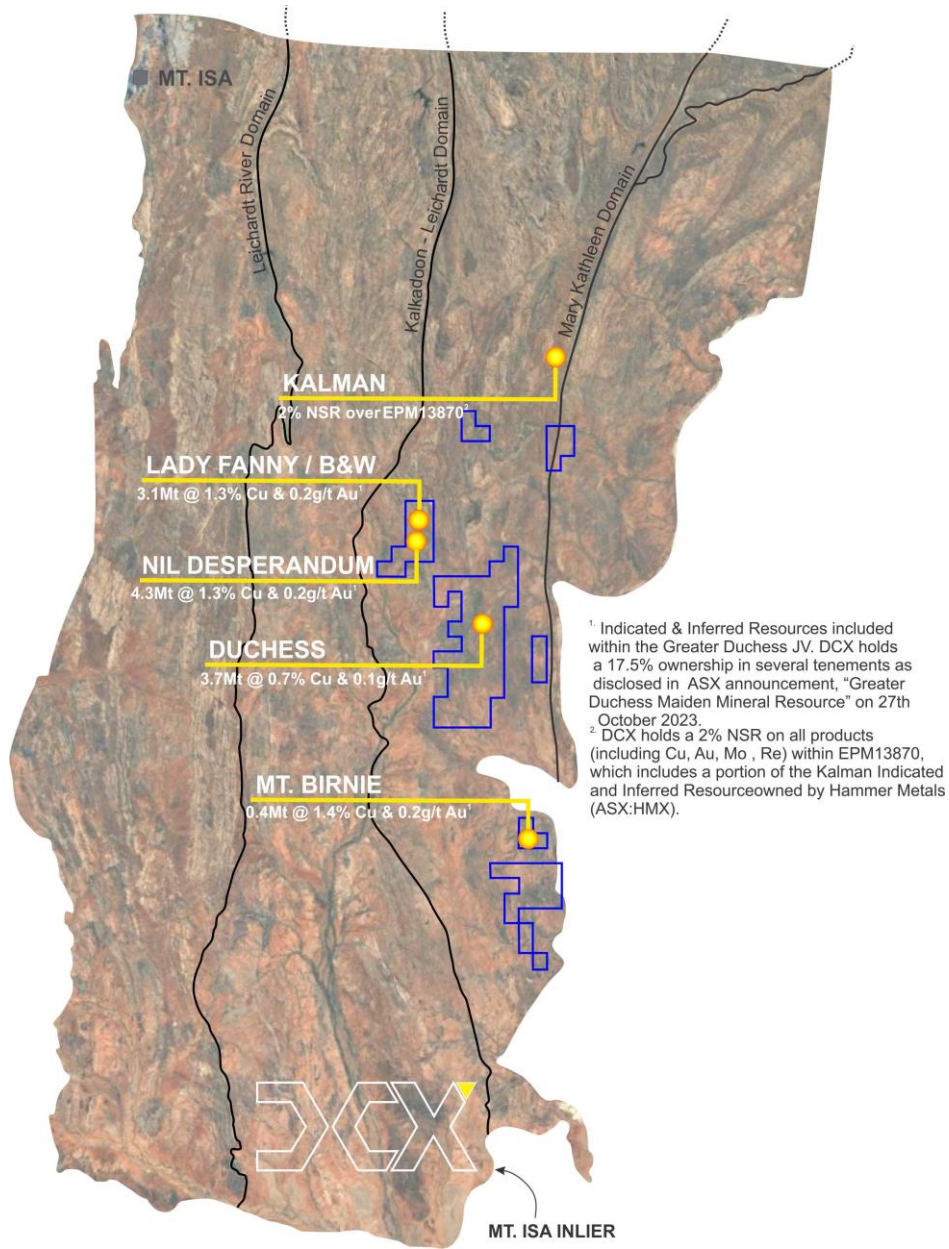 MT. ISA
Leichardt River Domain
Kalkadoon - Leichardt Domain
Mary Kathleen Domain
KALMAN
2% NSR over EPM13870²
LADY FANNY / B&W
3.1Mt @ 1.3% Cu & 0.2g/t Au¹
NIL DESPERANDUM
4.3Mt @ 1.3% Cu & 0.2g/t Au¹
DUCHESS
3.7Mt @ 0.7% Cu & 0.1g/t Au¹
¹· Indicated & Inferred Resources included
within the Greater Duchess JV. DCX holds
a 17.5% ownership in several tenements as
disclosed in ASX announcement, “Greater
Duchess Maiden Mineral Resource” on 27th
October 2023.
²· DCX holds a 2% NSR on all products
(including Cu, Au, Mo , Re) within EPM13870,
which includes a portion of the Kalman Indicated
and Inferred Resourceowned by Hammer Metals
(ASX:HMX).
MT. BIRNIE
0.4Mt @ 1.4% Cu & 0.2g/t Au¹
DCX
MT. ISA INLIER